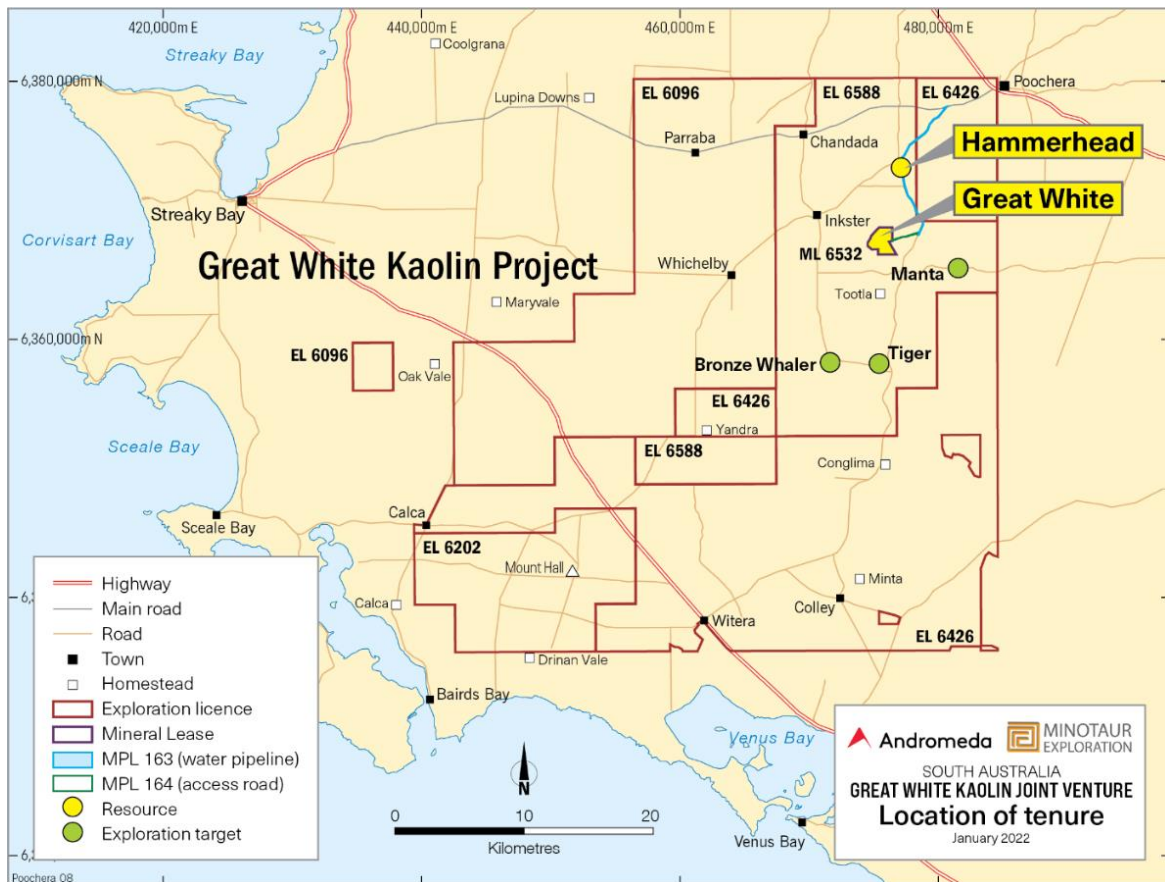 420,000m E
440,000m E
460,000m E
480,000m E
Streaky Bay
Coolgrana
6,380,000m N
Poochera
Lupina Downs
EL 6096
EL 6588
EL 6426
Parraba
Chandada
Hammerhead
Great White
Streaky Bay
Inkster
Corvisart Bay
Great White Kaolin Project
Whichelby
ML 6532
Manta
Maryvale
Tootla
6,360,000m N
EL 6096
Oak Vale
Bronze Whaler
Tiger
EL 6426
Yandra
Sceale Bay
EL 6588
Conglima
Calca
Sceale Bay
EL 6202
Mount Hall
Minta
Calca
Colley
Witera
EL 6426
Drinan Vale
Bairds Bay
Venus Bay
Venus Bay
Highway
Main road
Road
Town
Homestead
Exploration licence
Mineral Lease
MPL 163 (water pipeline)
MPL 164 (access road)
Resource
Exploration target
N
0 10 20
Kilometres
Andromeda
MINOTAUR
EXPLORATION
SOUTH AUSTRALIA
GREAT WHITE KAOLIN JOINT VENTURE
Location of tenure
January 2022
Poochera 08